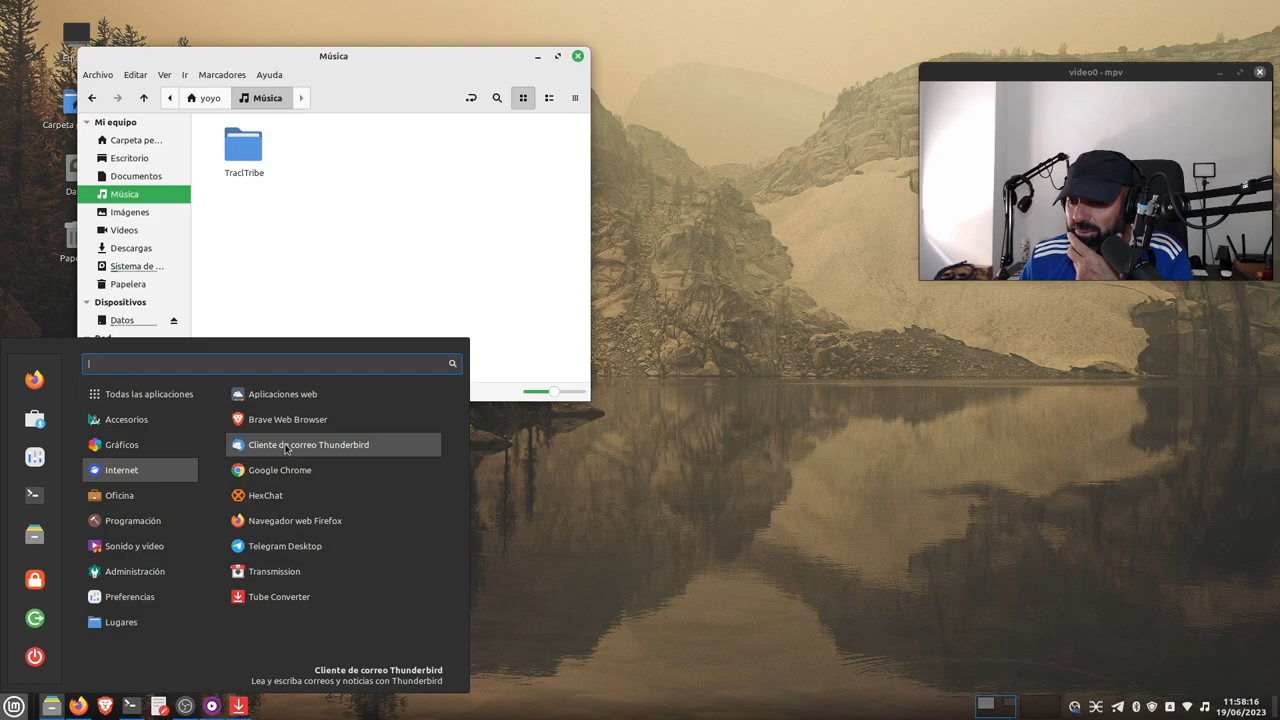 Música
Archivo Editar Ver Ir Marcadores Ayuda
yoyo Música
Mi equipo
Carpeta pe...
Escritorio
Documentos
Música
Imágenes
Vídeos
Descargas
Sistema de ...
Papelera
Dispositivos
Datos
TraclTribe
video0 - mpv
Todas las aplicaciones
Accesorios
Gráficos
Internet
Oficina
Programación
Sonido y vídeo
Administración
Preferencias
Lugares
Aplicaciones web
Brave Web Browser
Cliente de correo Thunderbird
Google Chrome
HexChat
Navegador web Firefox
Telegram Desktop
Transmission
Tube Converter
Cliente de correo Thunderbird
Lea y escriba correos y noticias con Thunderbird
11:58:16
19/06/2023